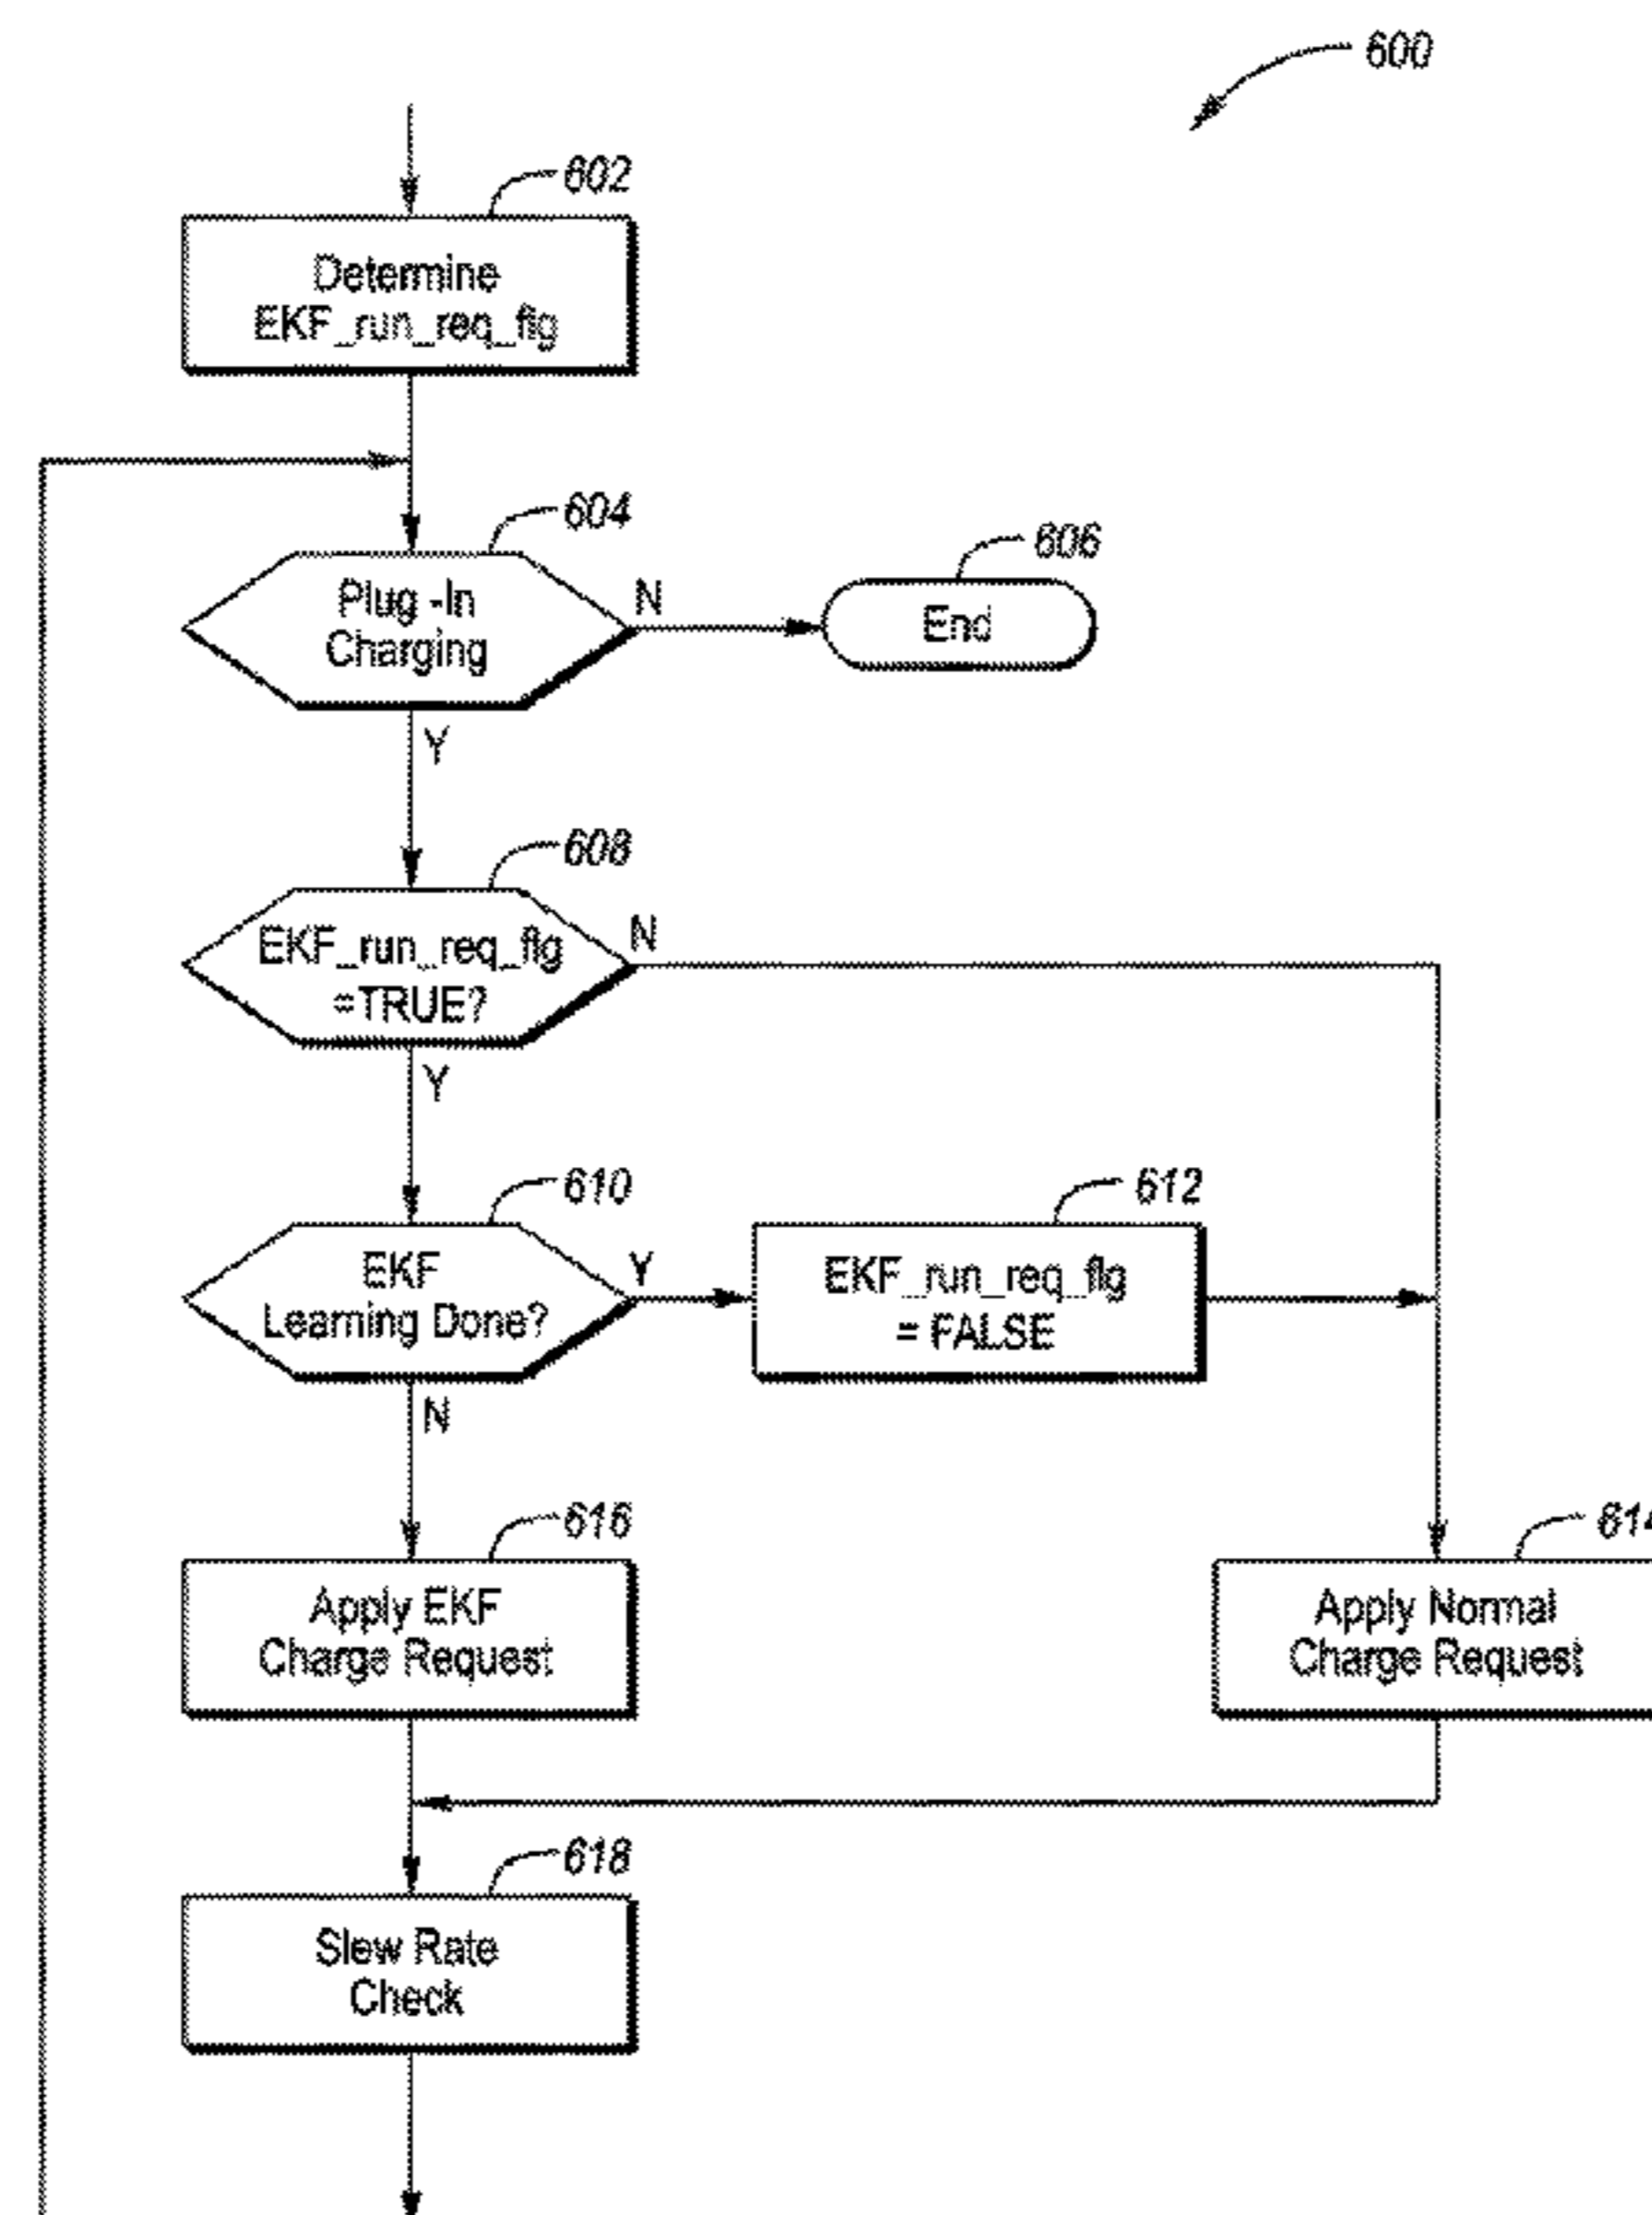 600
602
Determine
EKF_run_req_flg
604
Plug -In
Charging
N
606
End
Y
608
EKF_run_req_flg
=TRUE?
N
Y
610
EKF
Learning Done?
Y
612
EKF_run_req_flg
= FALSE
N
616
Apply EKF
Charge Request
614
Apply Normal
Charge Request
618
Slew Rate
Check